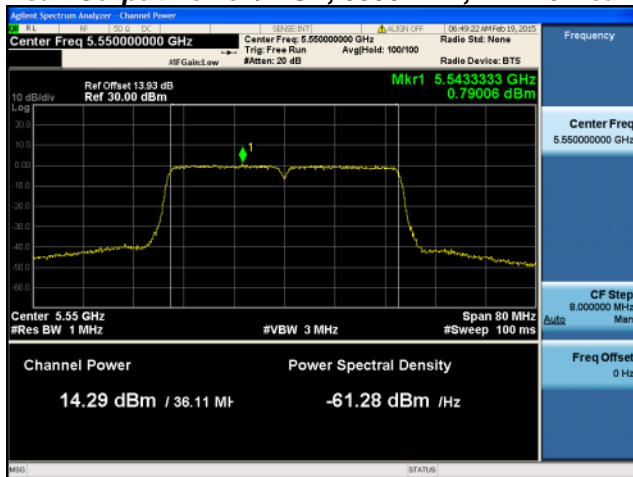 Agilent Spectrum Analyzer - Channel Power
RL RF 50 Ω DC SENSE:INT ALIGN OFF 06:49:22 AM Feb 19, 2015
Center Freq 5.550000000 GHz
Center Freq: 5.550000000 GHz
Trig: Free Run Avg|Hold: 100/100
#IFGain:Low #Atten: 20 dB
Radio Std: None
Radio Device: BTS
Frequency
Ref Offset 13.93 dB
10 dB/div Ref 30.00 dBm
Mkr1 5.5433333 GHz
0.79006 dBm
Log
20.0
10.0
0.00
-10.0
-20.0
-30.0
-40.0
-50.0
-60.0
1
Center 5.55 GHz Span 80 MHz
#Res BW 1 MHz #VBW 3 MHz #Sweep 100 ms
Channel Power Power Spectral Density
14.29 dBm / 36.11 MH -61.28 dBm /Hz
Center Freq
5.550000000 GHz
CF Step
8.000000 MHz
Auto Man
Freq Offset
0 Hz
MSG STATUS